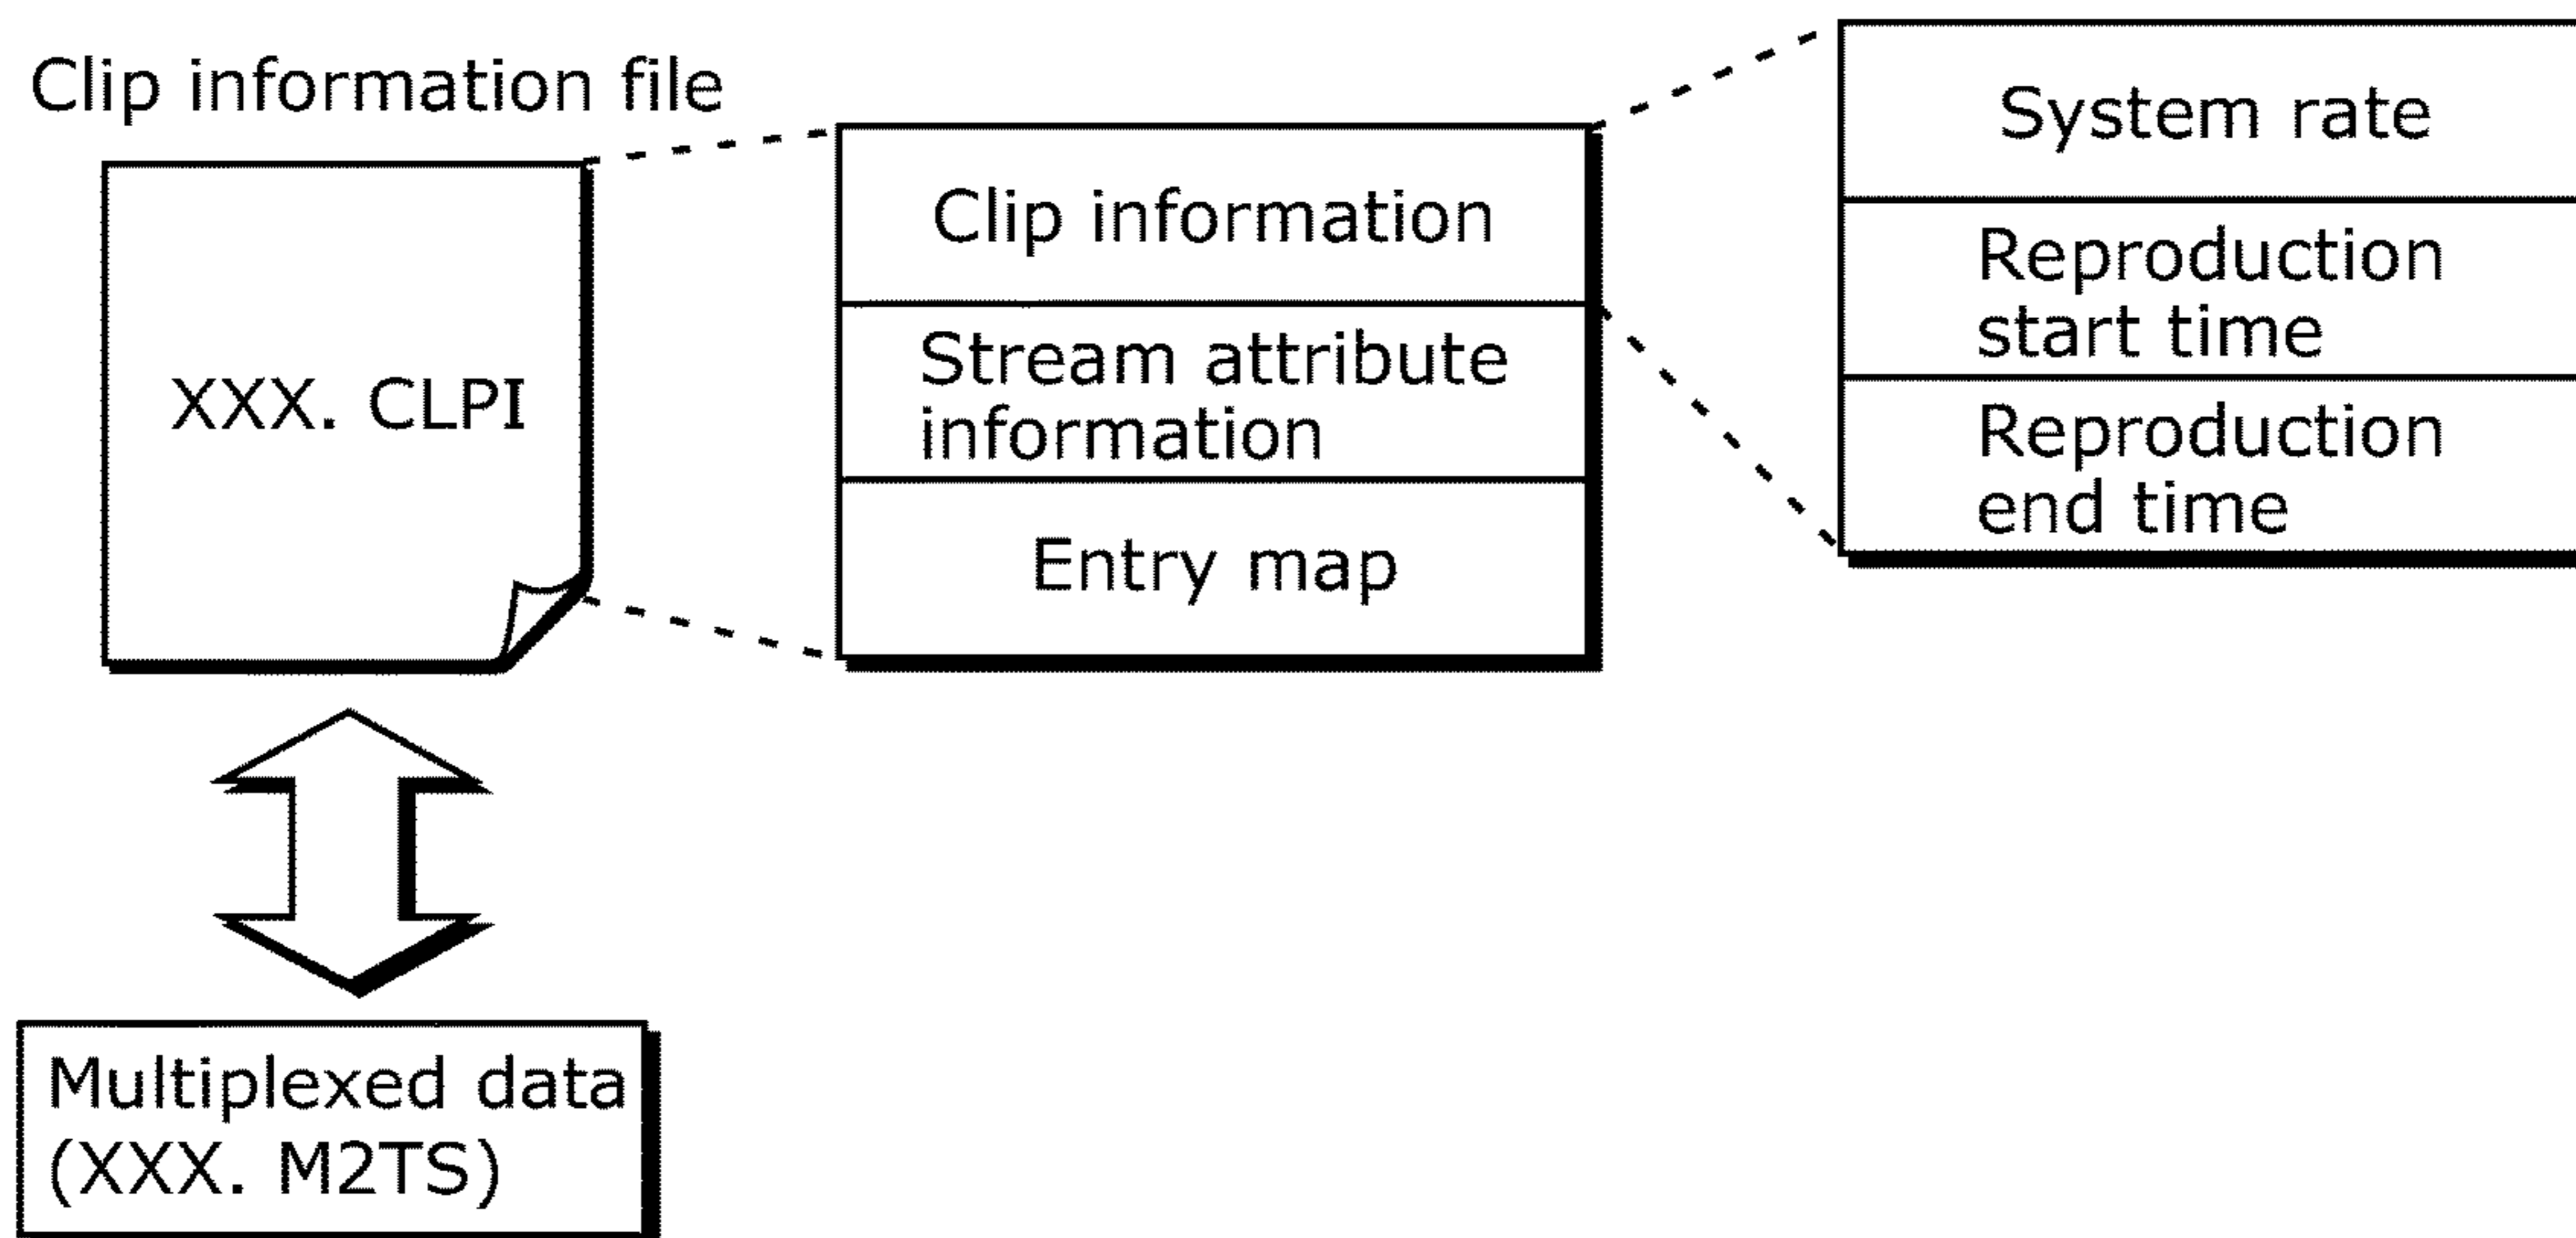 Clip information file
XXX. CLPI
Multiplexed data
(XXX. M2TS)
Clip information
Stream attribute
information
Entry map
System rate
Reproduction
start time
Reproduction
end time